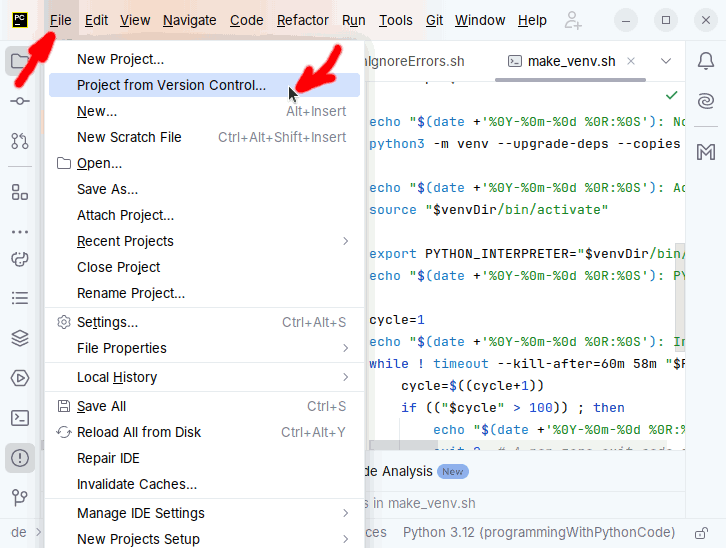 PC File Edit View Navigate Code Refactor Run Tools Git Window Help
New Project...
Project from Version Control...
New... Alt+Insert
New Scratch File Ctrl+Alt+Shift+Insert
Open...
Save As...
Attach Project...
Recent Projects
Close Project
Rename Project...
Settings... Ctrl+Alt+S
File Properties
Local History
Save All Ctrl+S
Reload All from Disk Ctrl+Alt+Y
Repair IDE
Invalidate Caches...
Manage IDE Settings
New Projects Setup
nIgnoreErrors.sh make_venv.sh
echo "$(date +'%0Y-%0m-%0d %0R:%0S'): No
python3 -m venv --upgrade-deps --copies
echo "$(date +'%0Y-%0m-%0d %0R:%0S'): Ac
source "$venvDir/bin/activate"
export PYTHON_INTERPRETER="$venvDir/bin/
echo "$(date +'%0Y-%0m-%0d %0R:%0S'): PY
cycle=1
echo "$(date +'%0Y-%0m-%0d %0R:%0S'): In
while ! timeout --kill-after=60m 58m "$P
cycle=$((cycle+1))
if (("$cycle" > 100)) ; then
echo "$(date +'%0Y-%0m-%0d %0R:%
de Analysis New
s in make_venv.sh
de ces Python 3.12 (programmingWithPythonCode)